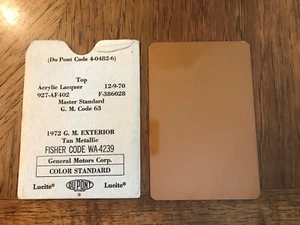 (Du Pont Code 4-0482-6)
Top
Acrylic Lacquer 12-9-70
927-AF402 F-386028
Master Standard
G. M. Code 63
1972 G. M. EXTERIOR
Tan Metallic
FISHER CODE WA-4239
General Motors Corp.
COLOR STANDARD
Lucite® DU PONT Lucite®